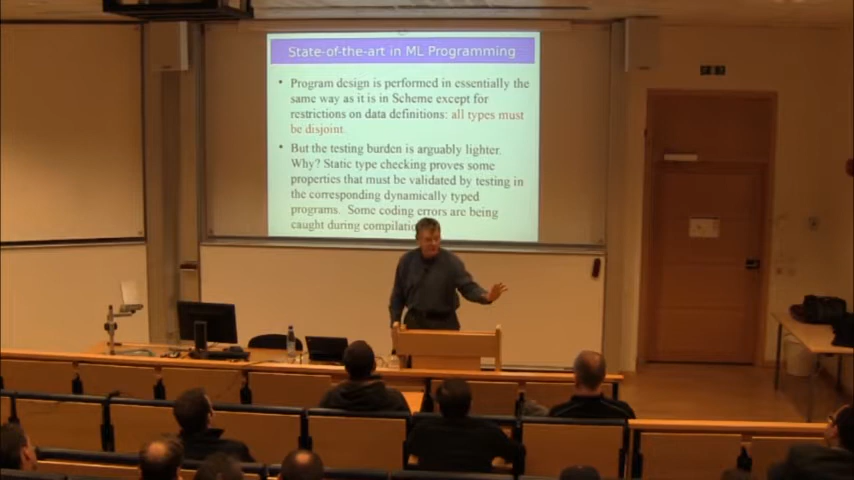 State-of-the-art in ML Programming
• Program design is performed in essentially the
same way as it is in Scheme except for
restrictions on data definitions: all types must
be disjoint.
• But the testing burden is arguably lighter.
Why? Static type checking proves some
properties that must be validated by testing in
the corresponding dynamically typed
programs. Some coding errors are being
caught during compilation